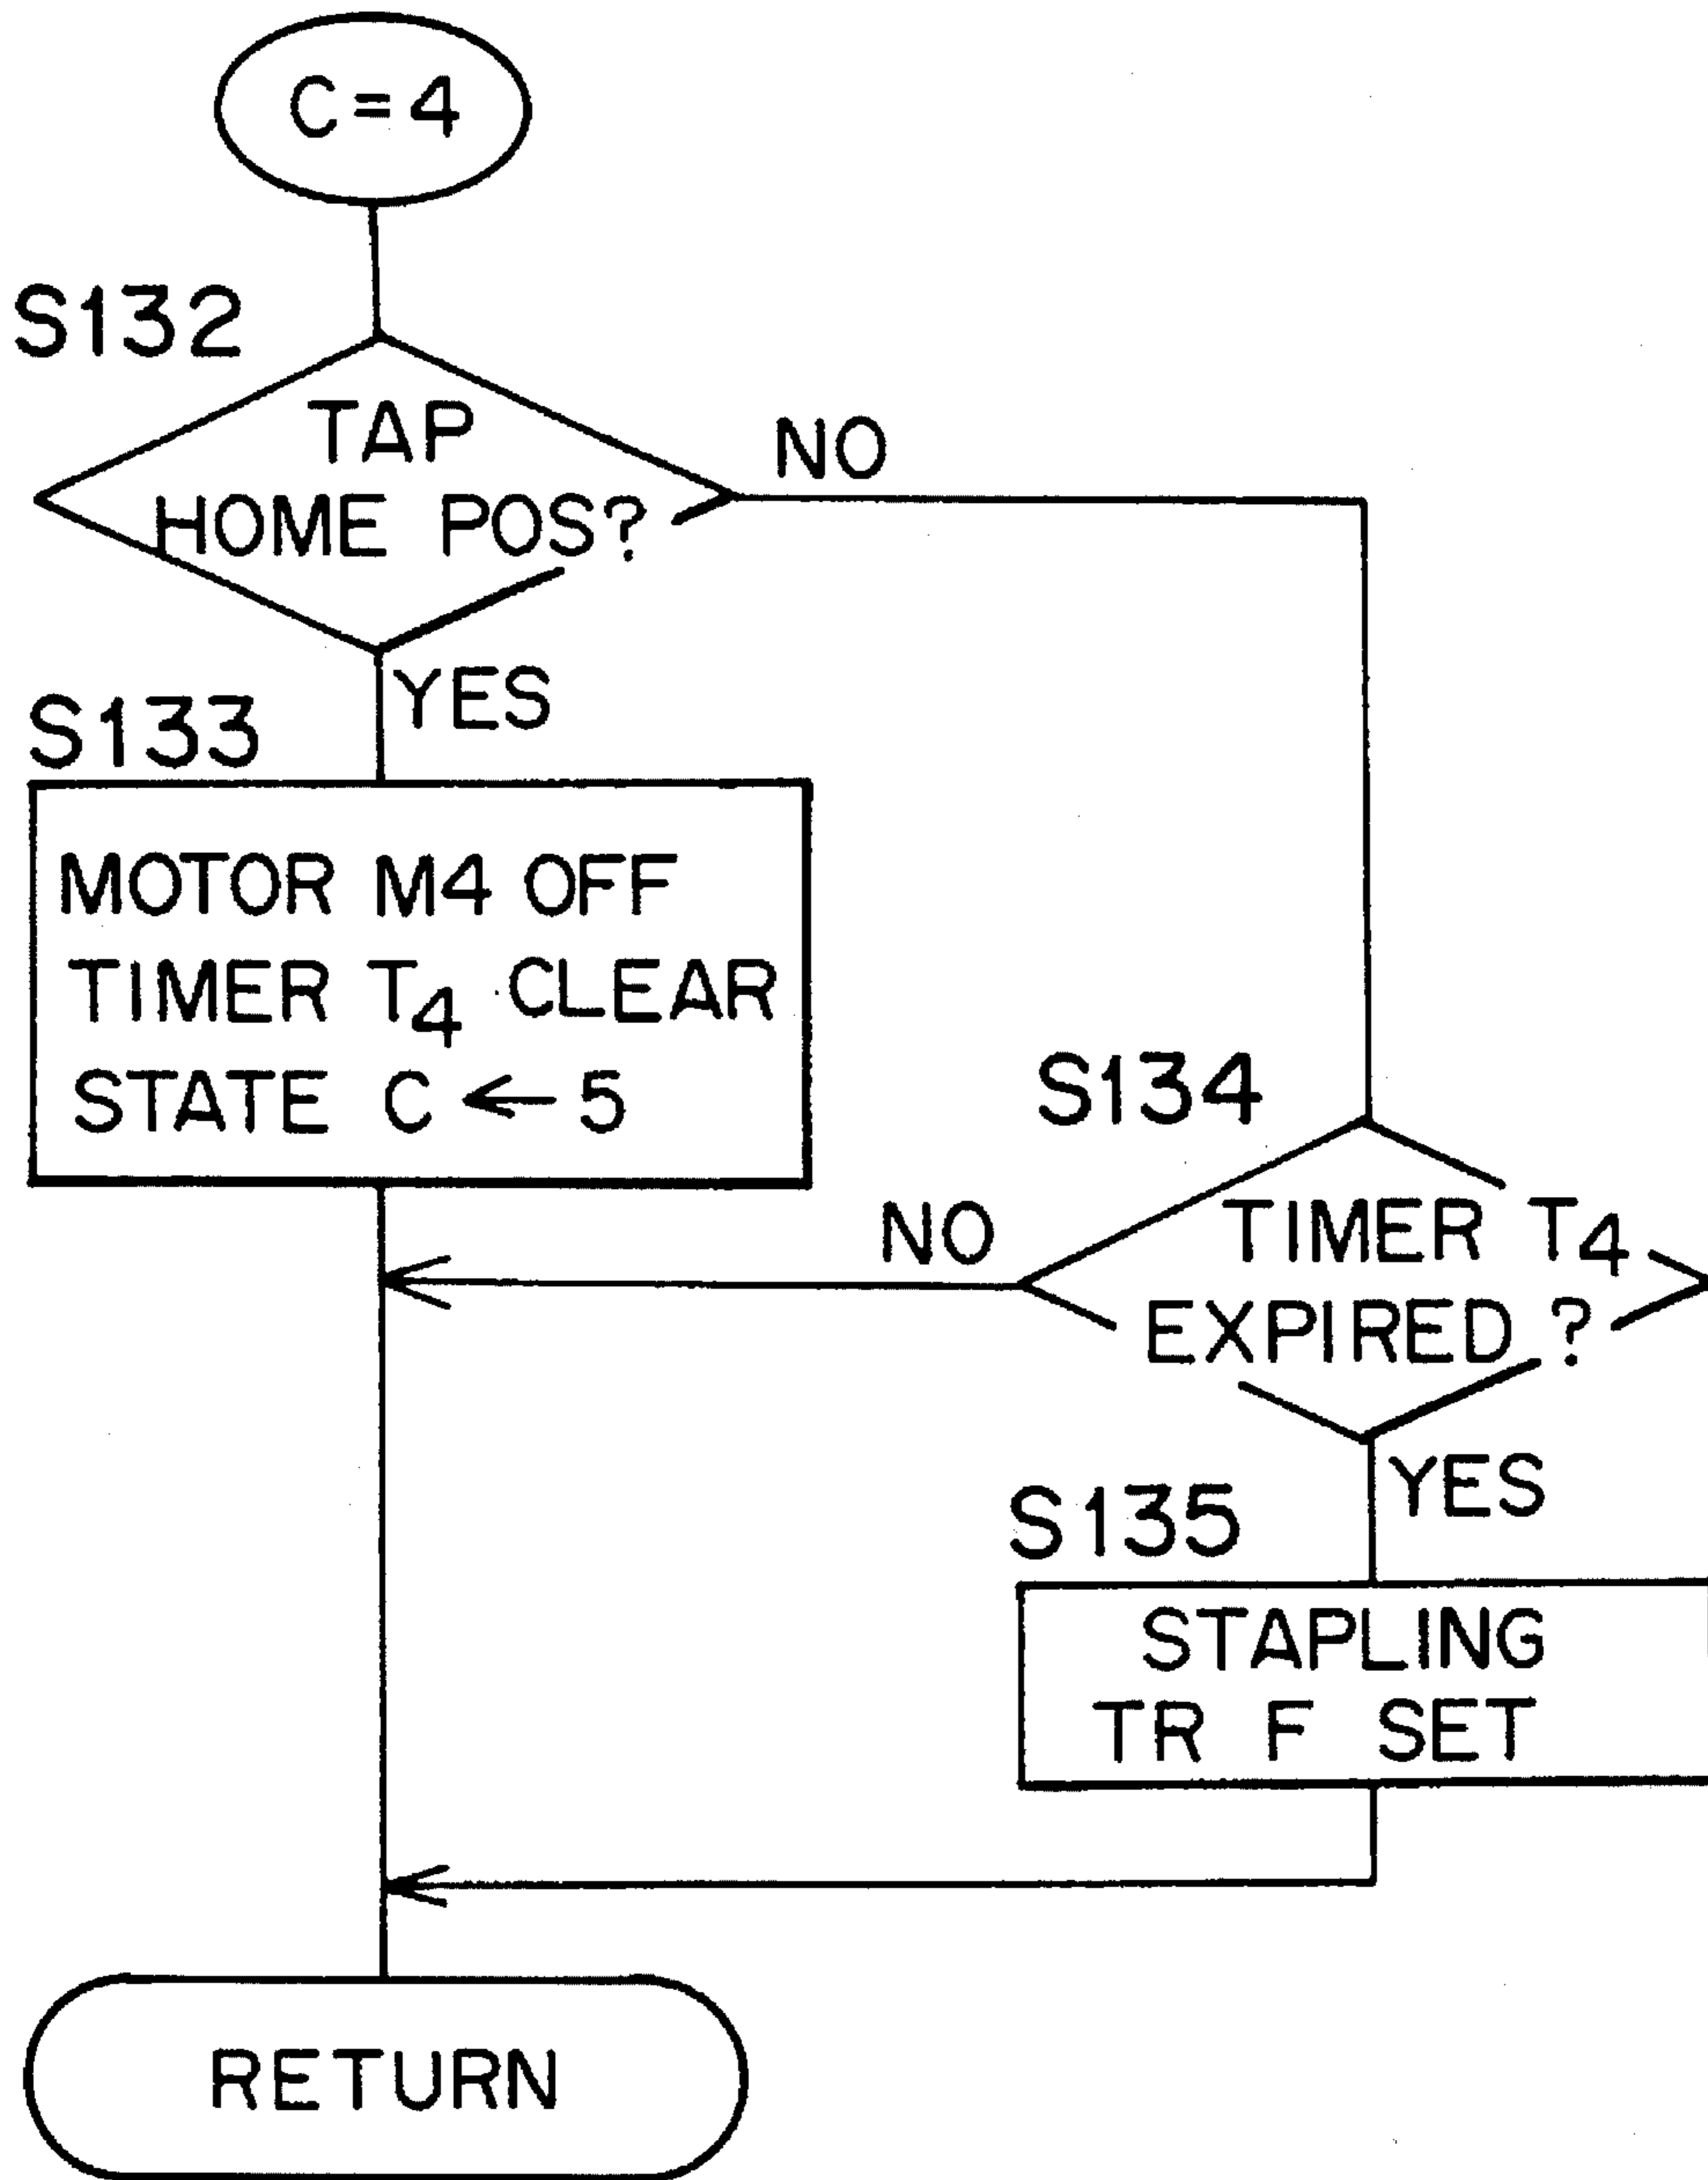 C=4
S132
TAP
HOME POS?
NO
YES
S133
MOTOR M4 OFF
TIMER T4 CLEAR
STATE C ← 5
S134
TIMER T4
EXPIRED ?
NO
YES
S135
STAPLING
TR F SET
RETURN